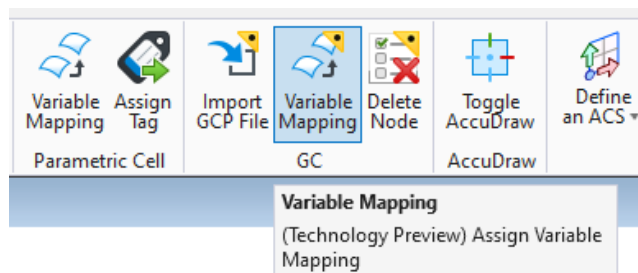 Variable Mapping
Assign Tag
Import GCP File
Variable Mapping
Delete Node
Toggle AccuDraw
Define an ACS
Parametric Cell
GC
AccuDraw
Variable Mapping
(Technology Preview) Assign Variable
Mapping